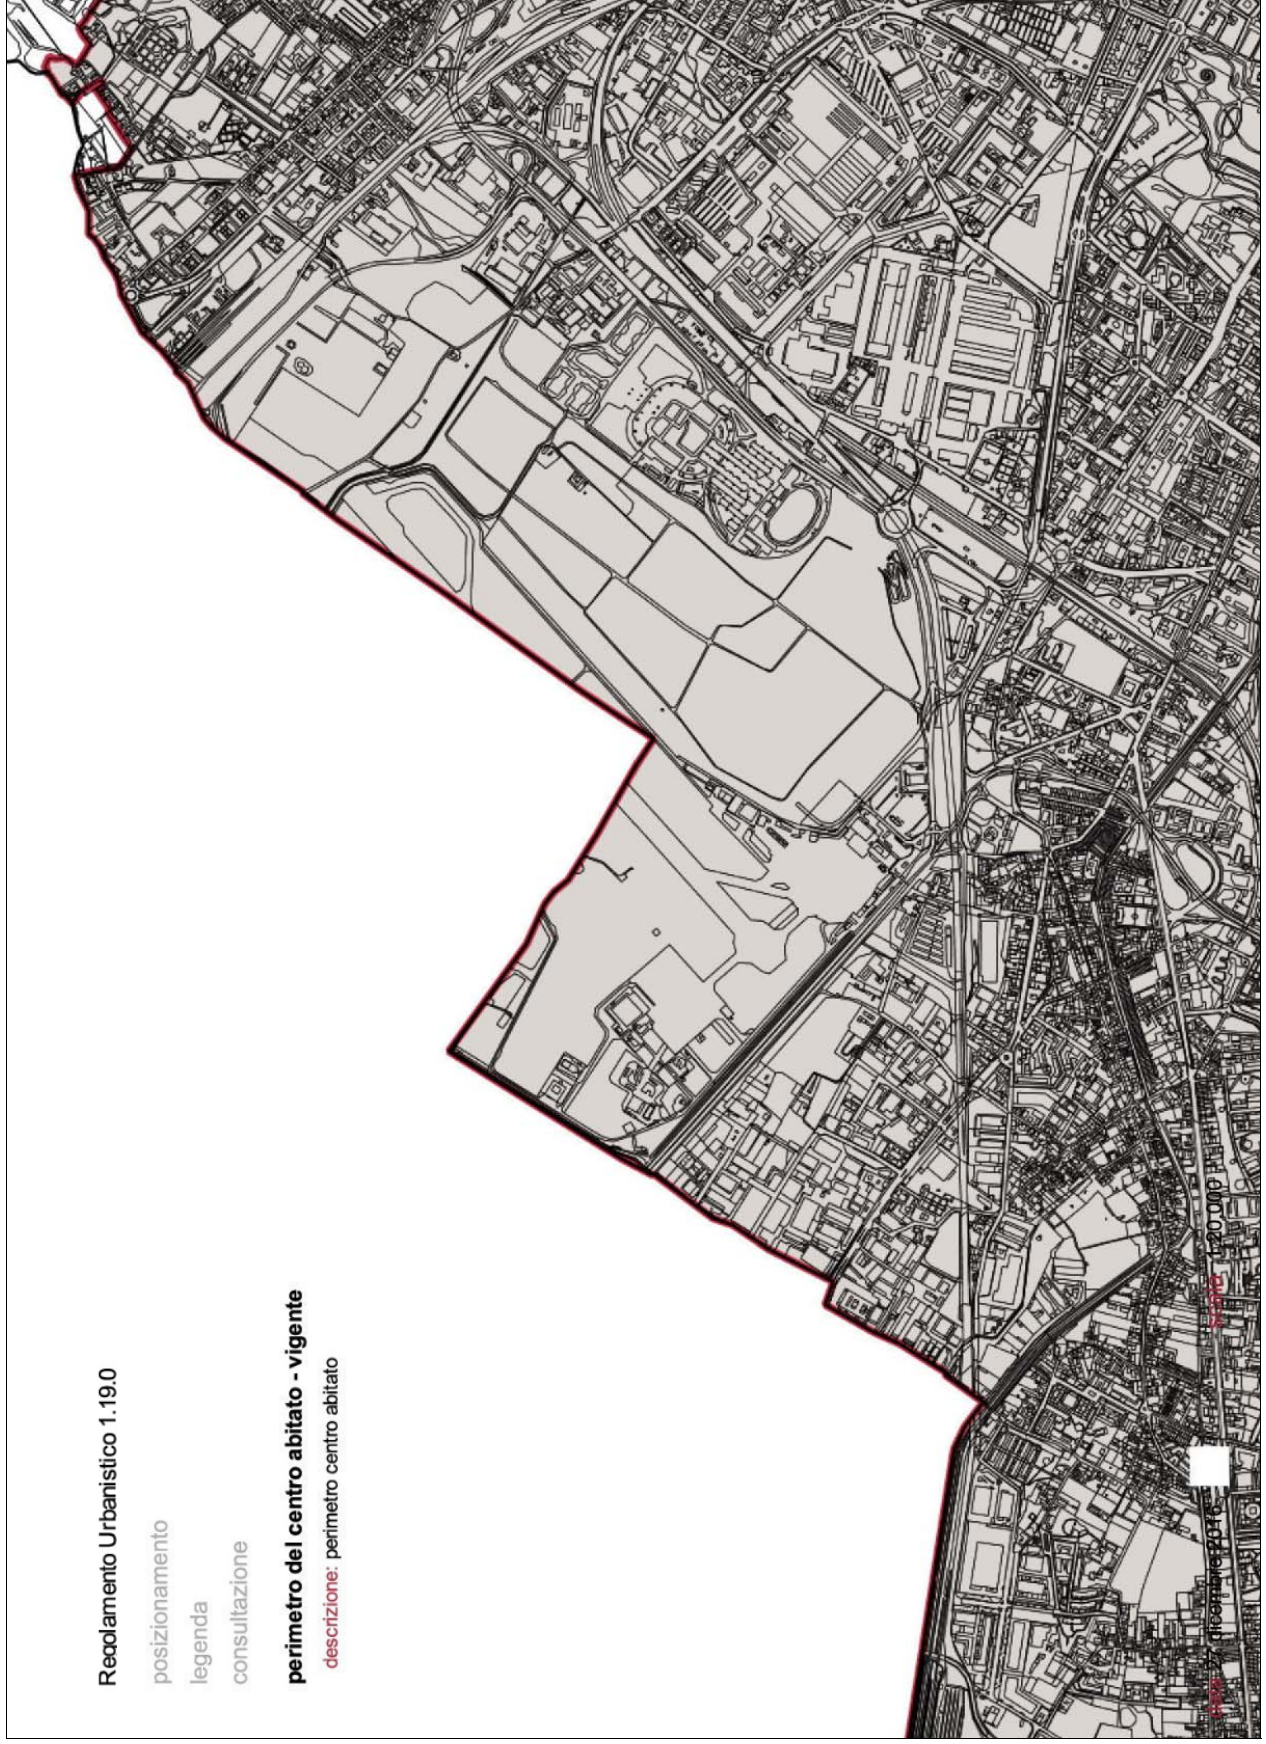 Regolamento Urbanistico 1.19.0
posizionamento
legenda
consultazione
perimetro del centro abitato - vigente
descrizione: perimetro centro abitato
data: 27 dicembre 2016
scala: 1:20.000